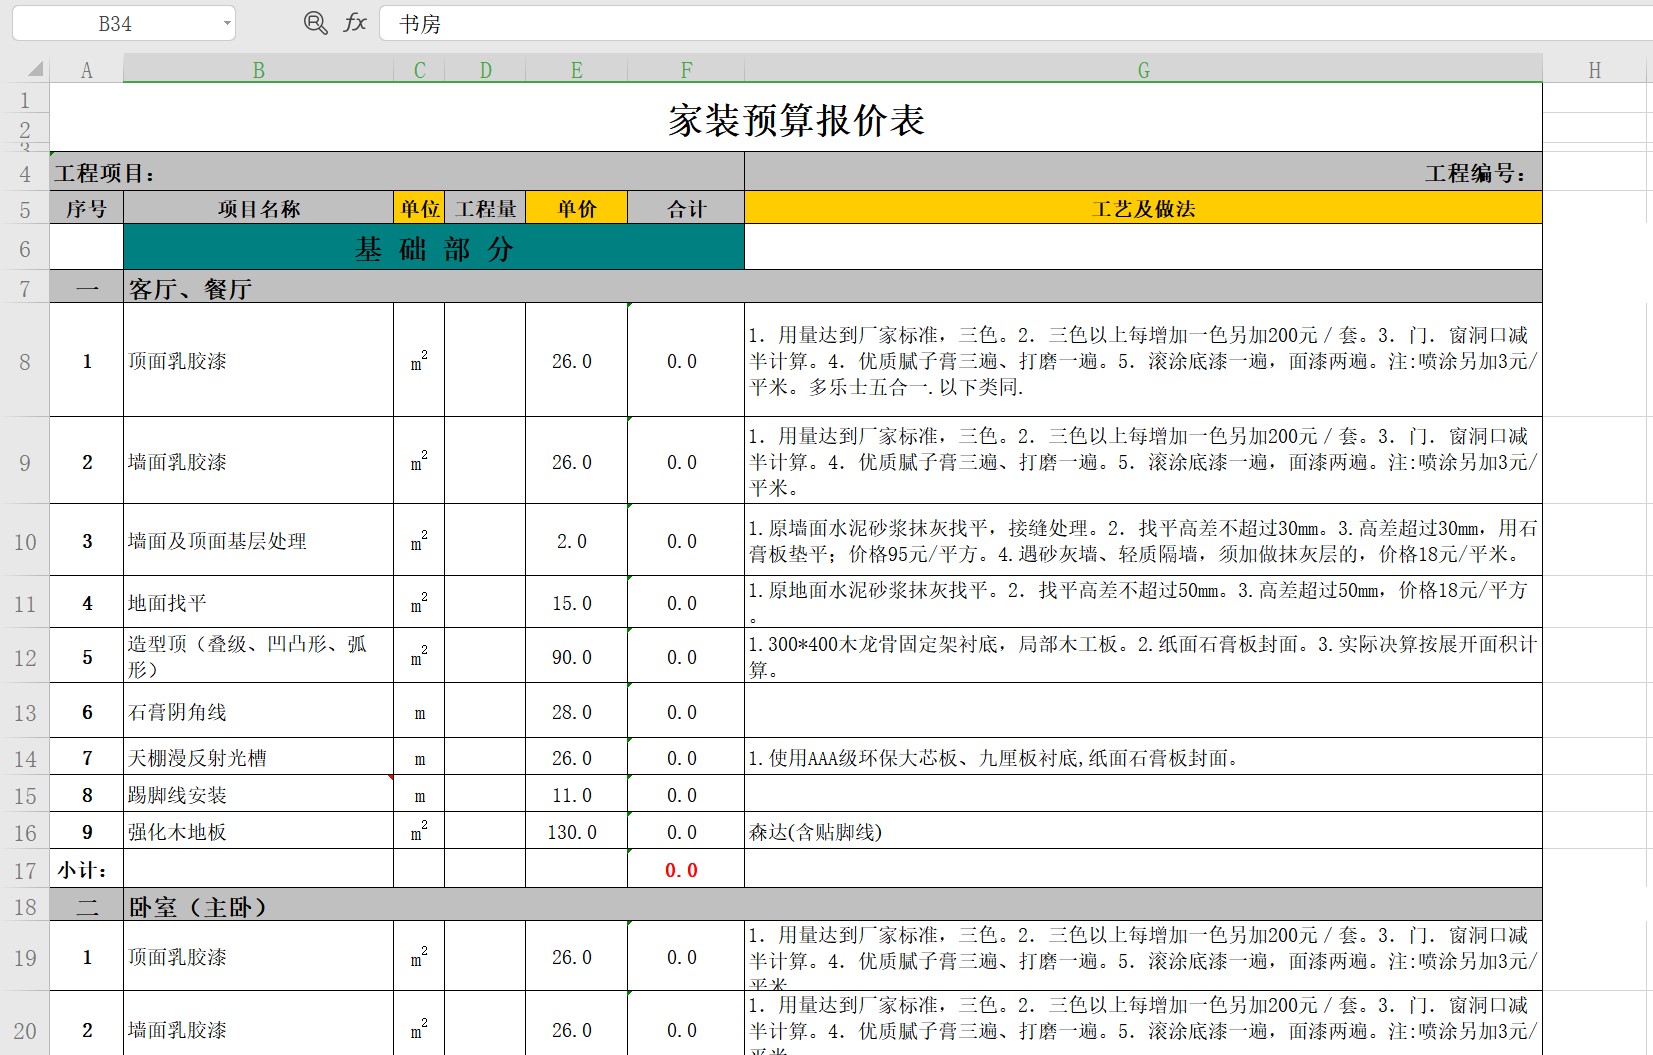 B34 fx 书房
A B C D E F G H
1
家装预算报价表
2
3
4 工程项目： 工程编号：
5 序号 项目名称 单位 工程量 单价 合计 工艺及做法
6 基 础 部 分
7 一 客厅、餐厅
8 1 顶面乳胶漆 m² 26.0 0.0
1. 用量达到厂家标准，三色。2. 三色以上每增加一色另加200元／套。3. 门. 窗洞口减
半计算。4. 优质腻子膏三遍、打磨一遍。5. 滚涂底漆一遍，面漆两遍。注:喷涂另加3元/
平米。多乐士五合一.以下类同.
9 2 墙面乳胶漆 m² 26.0 0.0
1. 用量达到厂家标准，三色。2. 三色以上每增加一色另加200元／套。3. 门. 窗洞口减
半计算。4. 优质腻子膏三遍、打磨一遍。5. 滚涂底漆一遍，面漆两遍。注:喷涂另加3元/
平米。
10 3 墙面及顶面基层处理 m² 2.0 0.0
1.原墙面水泥砂浆抹灰找平，接缝处理。2. 找平高差不超过30mm。3.高差超过30mm，用石
膏板垫平；价格95元/平方。4.遇砂灰墙、轻质隔墙，须加做抹灰层的，价格18元/平米。
11 4 地面找平 m² 15.0 0.0
1.原地面水泥砂浆抹灰找平。2. 找平高差不超过50mm。3.高差超过50mm，价格18元/平方
。
12 5 造型顶（叠级、凹凸形、弧
形） m² 90.0 0.0
1.300*400木龙骨固定架衬底，局部木工板。2.纸面石膏板封面。3.实际决算按展开面积计
算。
13 6 石膏阴角线 m 28.0 0.0
14 7 天棚漫反射光槽 m 26.0 0.0 1.使用AAA级环保大芯板、九厘板衬底,纸面石膏板封面。
15 8 踢脚线安装 m 11.0 0.0
16 9 强化木地板 m² 130.0 0.0 森达(含贴脚线)
17 小计： 0.0
18 二 卧室（主卧）
19 1 顶面乳胶漆 m² 26.0 0.0
1. 用量达到厂家标准，三色。2. 三色以上每增加一色另加200元／套。3. 门. 窗洞口减
半计算。4. 优质腻子膏三遍、打磨一遍。5. 滚涂底漆一遍，面漆两遍。注:喷涂另加3元/
平米
20 2 墙面乳胶漆 m² 26.0 0.0
1. 用量达到厂家标准，三色。2. 三色以上每增加一色另加200元／套。3. 门. 窗洞口减
半计算。4. 优质腻子膏三遍、打磨一遍。5. 滚涂底漆一遍，面漆两遍。注:喷涂另加3元/